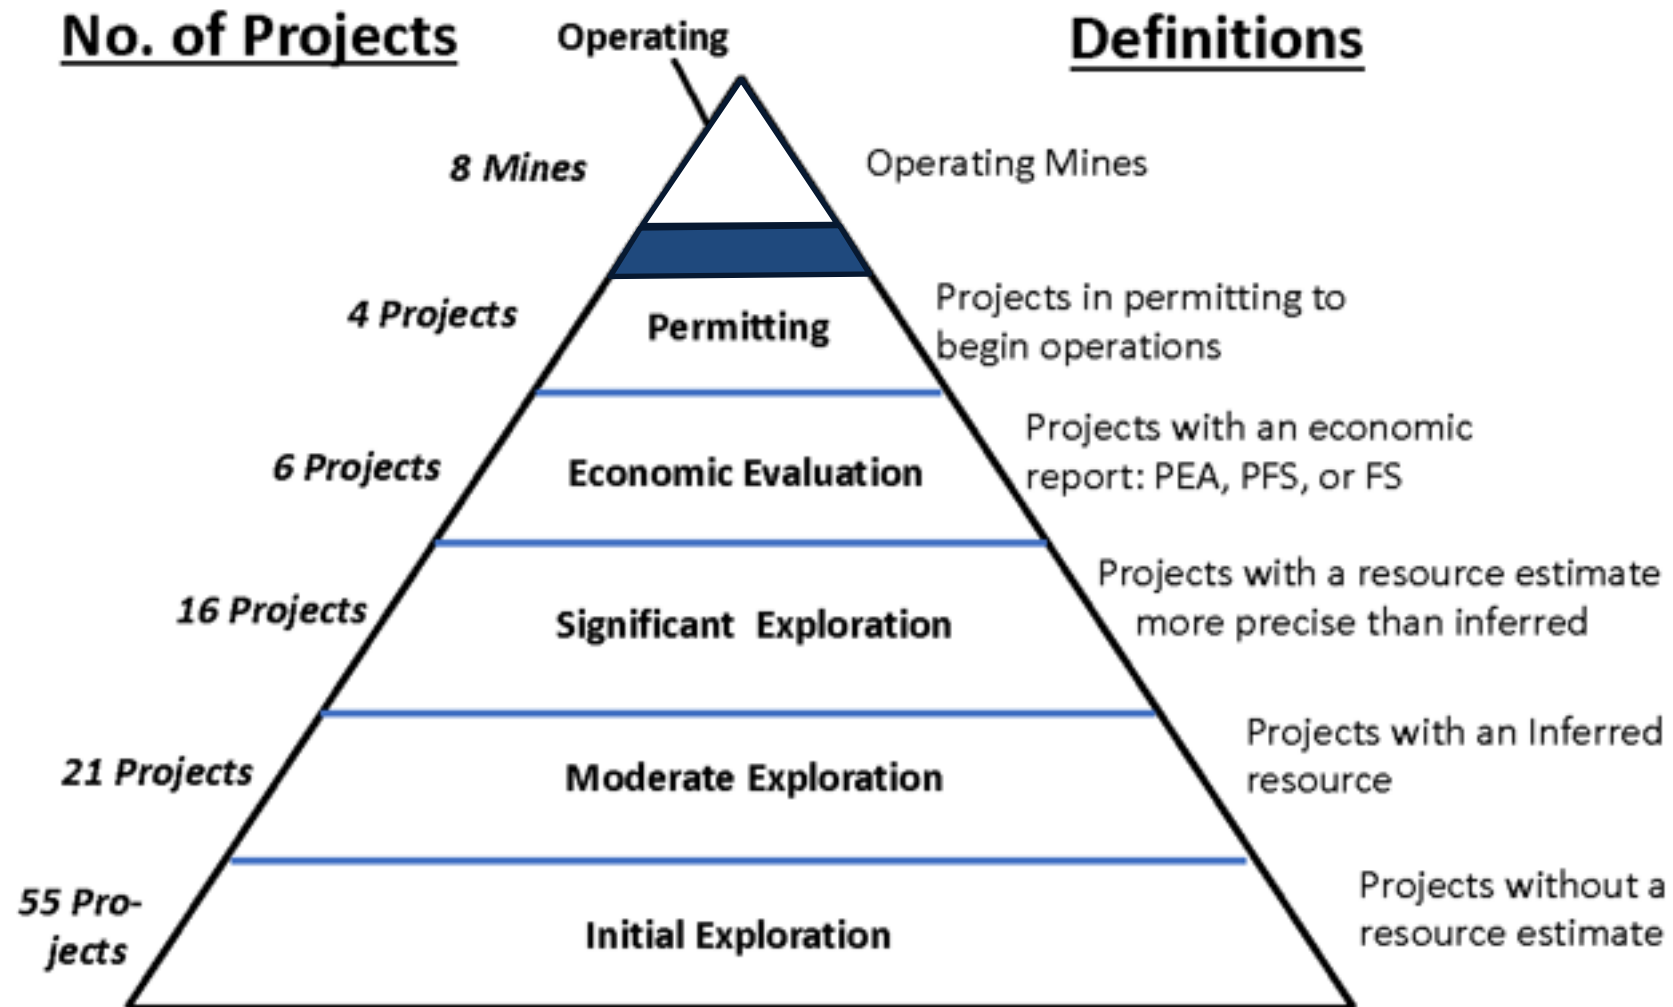 No. of Projects
Operating
Definitions
8 Mines
Operating Mines
4 Projects
Permitting
Projects in permitting to
begin operations
6 Projects
Economic Evaluation
Projects with an economic
report: PEA, PFS, or FS
16 Projects
Significant  Exploration
Projects with a resource estimate
more precise than inferred
21 Projects
Moderate Exploration
Projects with an Inferred
resource
55 Pro-
jects
Initial Exploration
Projects without a
resource estimate